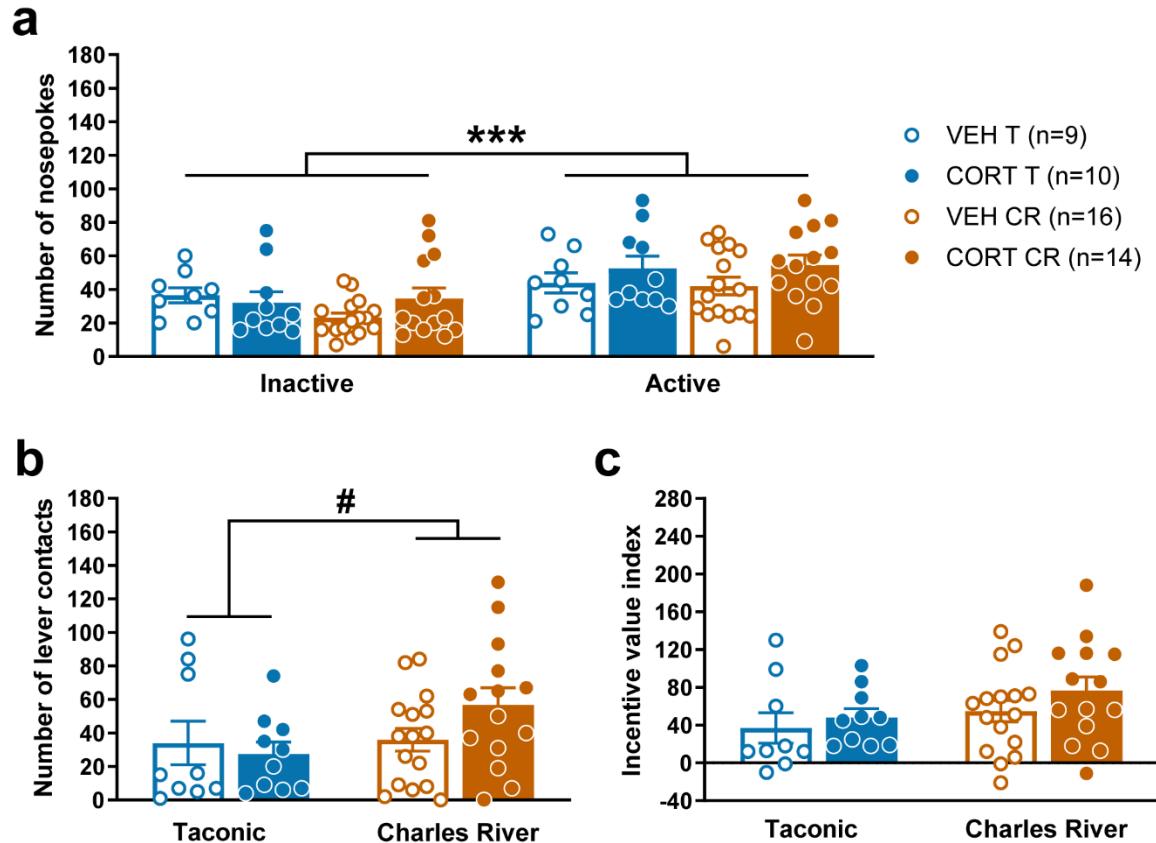 a
Number of nosepokes
180
160
140
120
100
80
60
40
20
0
***
Inactive
Active
VEH T (n=9)
CORT T (n=10)
VEH CR (n=16)
CORT CR (n=14)
b
Number of lever contacts
180
160
140
120
100
80
60
40
20
0
#
Taconic
Charles River
c
Incentive value index
280
240
200
160
120
80
40
0
-40
Taconic
Charles River